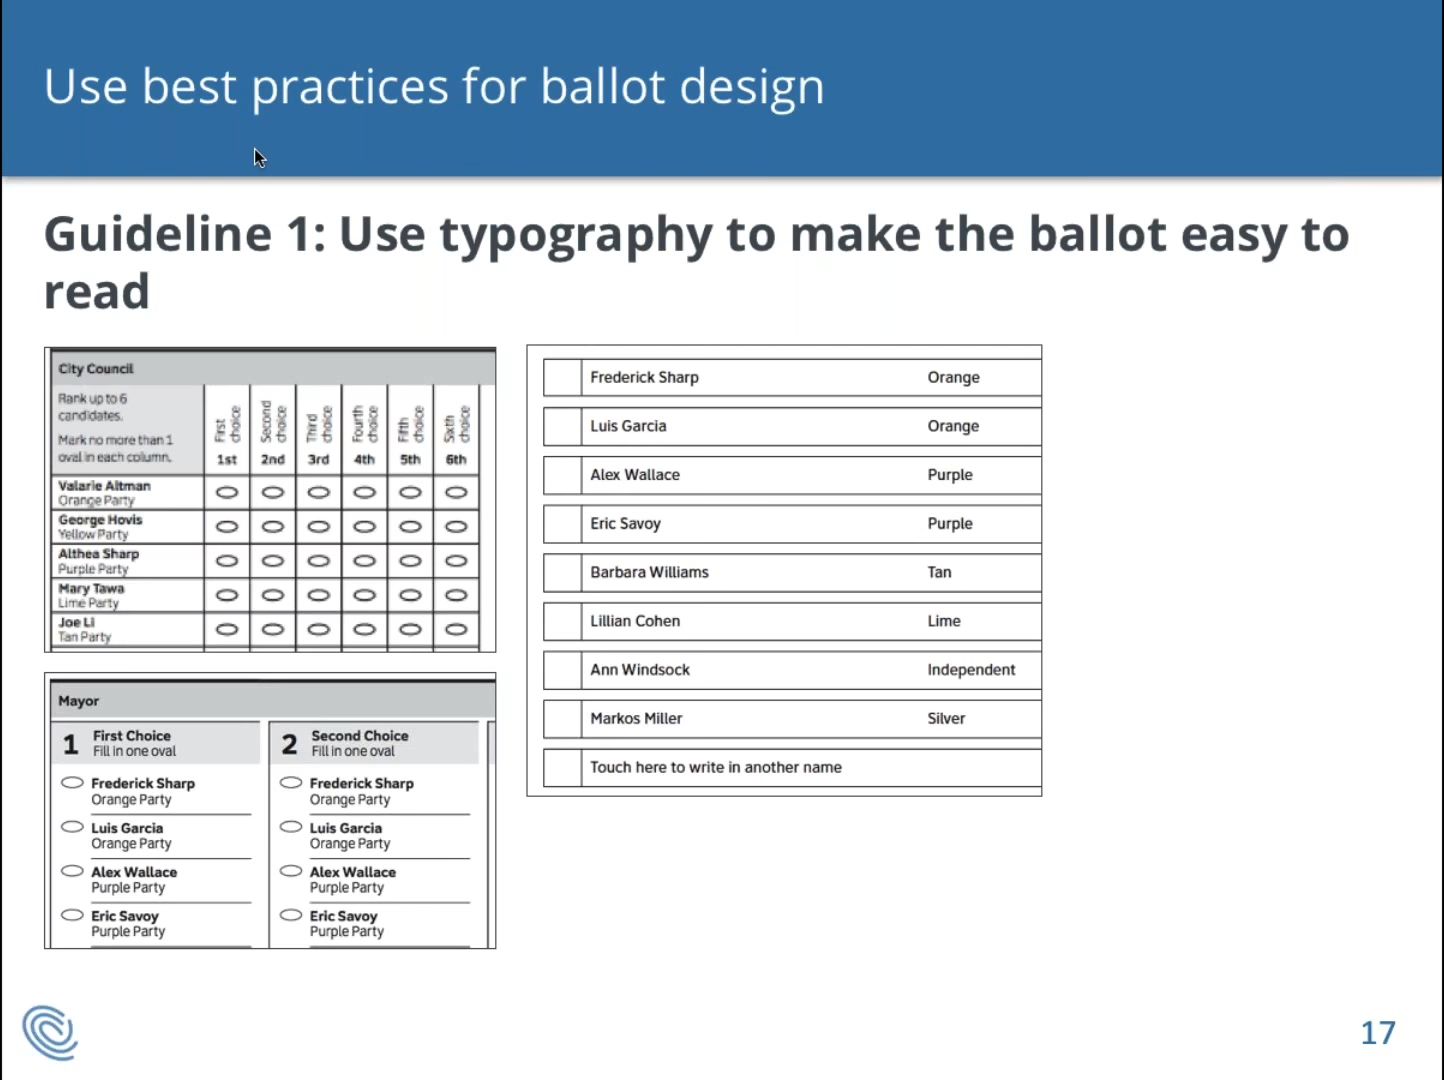 Use best practices for ballot design
Guideline 1: Use typography to make the ballot easy to
read
City Council
Rank up to 6
candidates.
Mark no more than 1
oval in each column.
First choice
Second choice
Third choice
Fourth choice
Fifth choice
Sixth choice
1st 2nd 3rd 4th 5th 6th
Valarie Altman
Orange Party
George Hovis
Yellow Party
Althea Sharp
Purple Party
Mary Tawa
Lime Party
Joe Li
Tan Party
Mayor
1 First Choice
Fill in one oval
Frederick Sharp
Orange Party
Luis Garcia
Orange Party
Alex Wallace
Purple Party
Eric Savoy
Purple Party
2 Second Choice
Fill in one oval
Frederick Sharp
Orange Party
Luis Garcia
Orange Party
Alex Wallace
Purple Party
Eric Savoy
Purple Party
Frederick Sharp Orange
Luis Garcia Orange
Alex Wallace Purple
Eric Savoy Purple
Barbara Williams Tan
Lillian Cohen Lime
Ann Windsock Independent
Markos Miller Silver
Touch here to write in another name
17